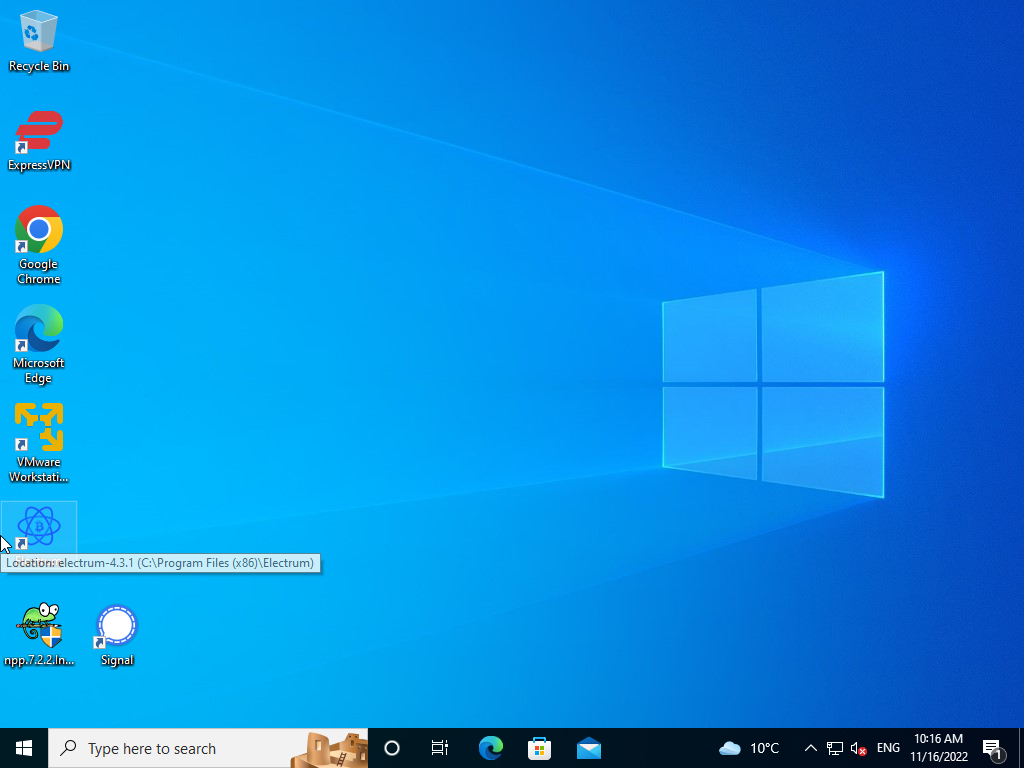 Recycle Bin
ExpressVPN
Google
Chrome
Microsoft
Edge
VMware
Workstati...
Location: electrum-4.3.1 (C:\Program Files (x86)\Electrum)
npp.7.2.2.In...
Signal
Type here to search
10°C
ENG
10:16 AM
11/16/2022
1